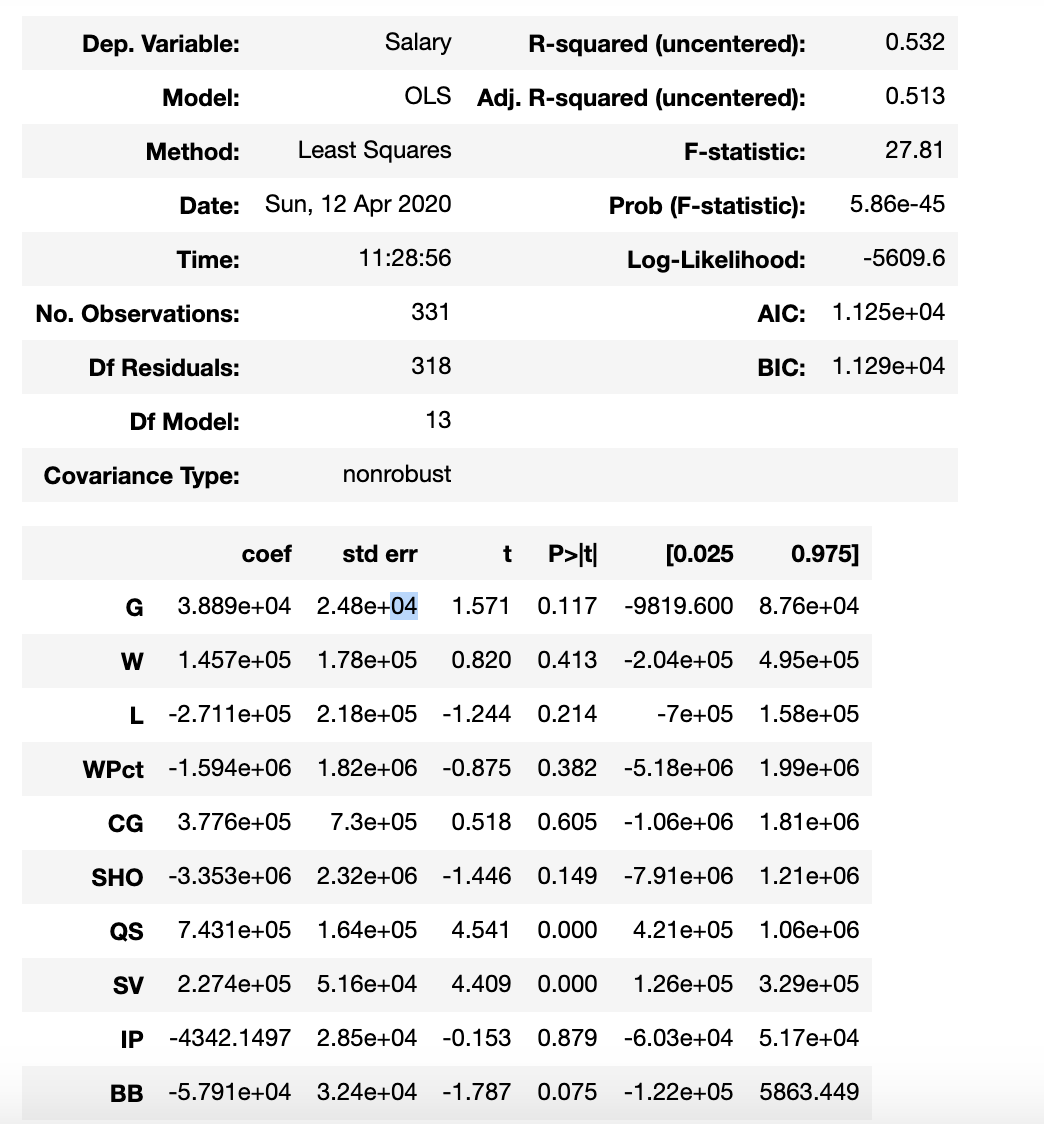 Dep. Variable: Salary R-squared (uncentered): 0.532
Model: OLS Adj. R-squared (uncentered): 0.513
Method: Least Squares F-statistic: 27.81
Date: Sun, 12 Apr 2020 Prob (F-statistic): 5.86e-45
Time: 11:28:56 Log-Likelihood: -5609.6
No. Observations: 331 AIC: 1.125e+04
Df Residuals: 318 BIC: 1.129e+04
Df Model: 13
Covariance Type: nonrobust
coef std err t P>|t| [0.025 0.975]
G 3.889e+04 2.48e+04 1.571 0.117 -9819.600 8.76e+04
W 1.457e+05 1.78e+05 0.820 0.413 -2.04e+05 4.95e+05
L -2.711e+05 2.18e+05 -1.244 0.214 -7e+05 1.58e+05
WPct -1.594e+06 1.82e+06 -0.875 0.382 -5.18e+06 1.99e+06
CG 3.776e+05 7.3e+05 0.518 0.605 -1.06e+06 1.81e+06
SHO -3.353e+06 2.32e+06 -1.446 0.149 -7.91e+06 1.21e+06
QS 7.431e+05 1.64e+05 4.541 0.000 4.21e+05 1.06e+06
SV 2.274e+05 5.16e+04 4.409 0.000 1.26e+05 3.29e+05
IP -4342.1497 2.85e+04 -0.153 0.879 -6.03e+04 5.17e+04
BB -5.791e+04 3.24e+04 -1.787 0.075 -1.22e+05 5863.449